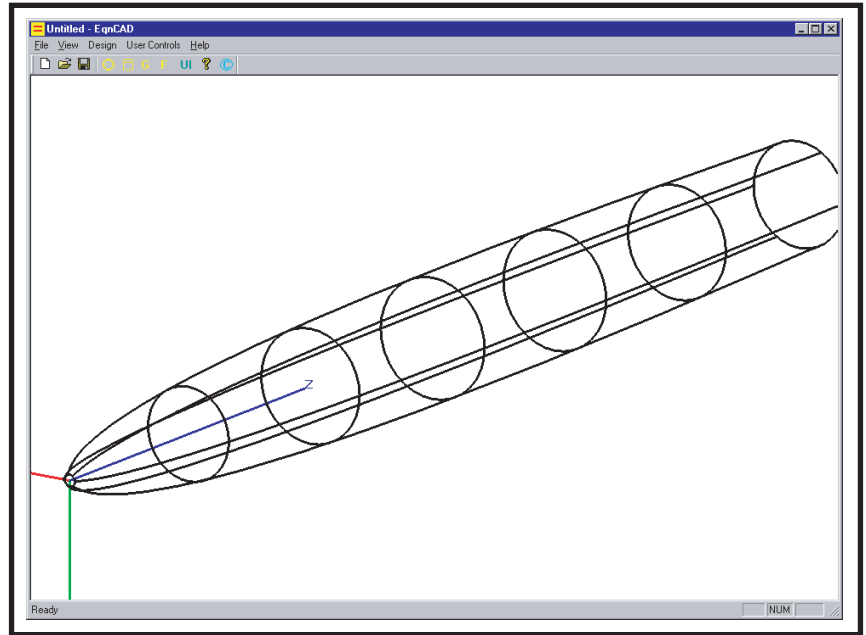 Untitled - EqnCAD
File View Design User Controls Help
G F UI ? ©
Z
Ready NUM